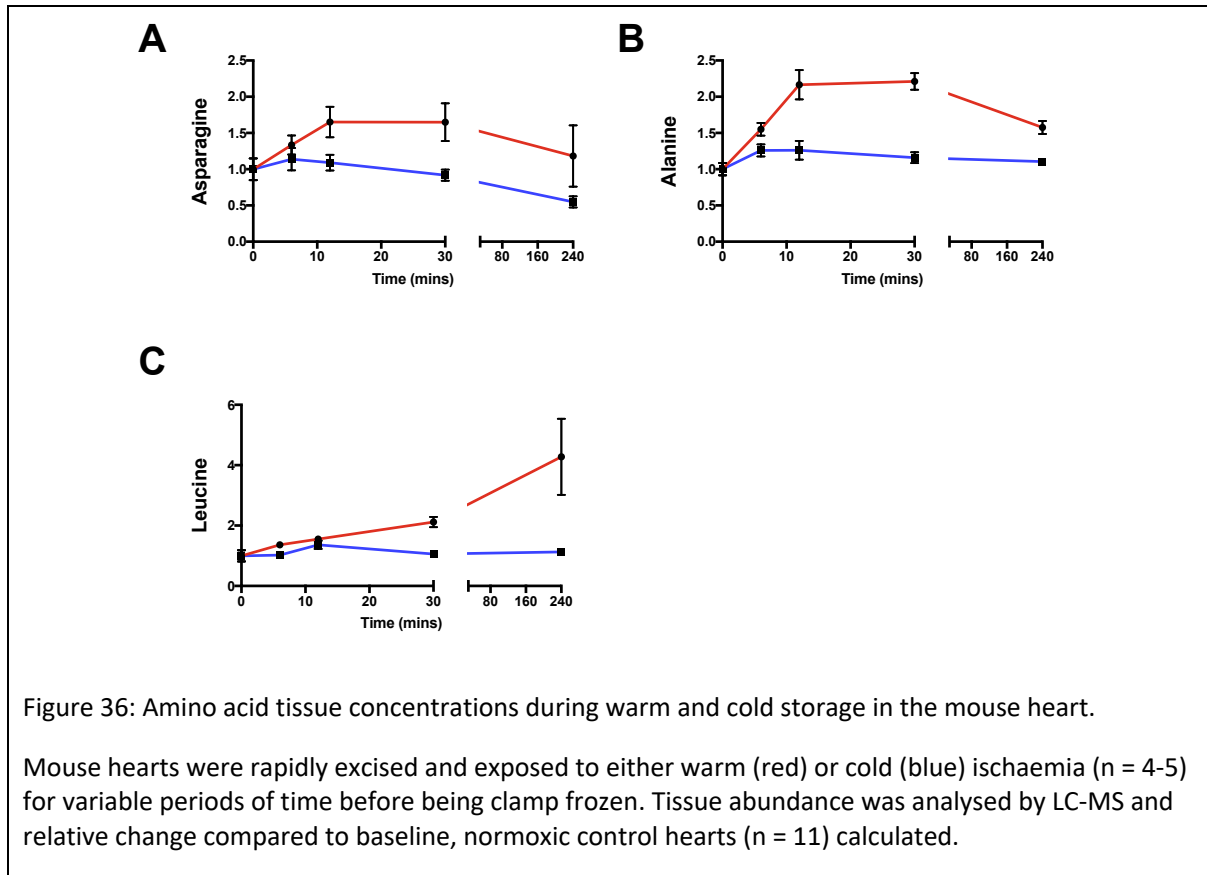 A
B
2.5
2.0
1.5
1.0
0.5
0.0
Asparagine
0 10 20 30 80 160 240
Time (mins)
2.5
2.0
1.5
1.0
0.5
0.0
Alanine
0 10 20 30 80 160 240
Time (mins)
C
6
4
2
0
Leucine
0 10 20 30 80 160 240
Time (mins)
Figure 36: Amino acid tissue concentrations during warm and cold storage in the mouse heart.
Mouse hearts were rapidly excised and exposed to either warm (red) or cold (blue) ischaemia (n = 4-5)
for variable periods of time before being clamp frozen. Tissue abundance was analysed by LC-MS and
relative change compared to baseline, normoxic control hearts (n = 11) calculated.